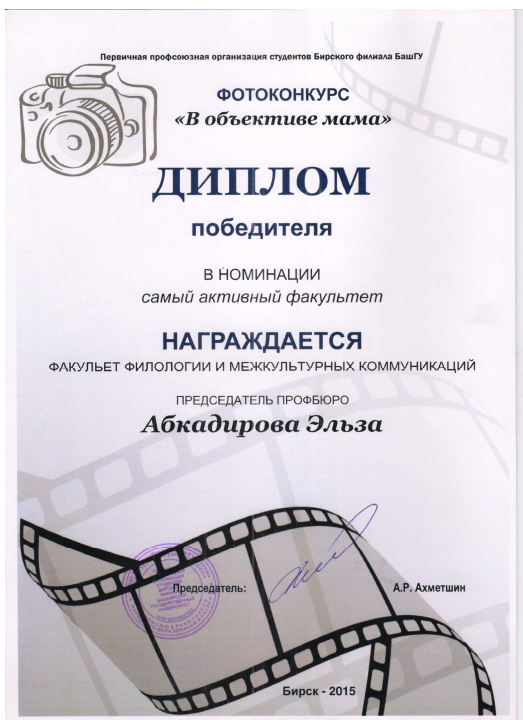 Первичная профсоюзная организация студентов Бирского филиала БашГУ
ФОТОКОНКУРС
«В объективе мама»
ДИПЛОМ
победителя
В НОМИНАЦИИ
самый активный факультет
НАГРАЖДАЕТСЯ
ФАКУЛЬЕТ ФИЛОЛОГИИ И МЕЖКУЛЬТУРНЫХ КОММУНИКАЦИЙ
ПРЕДСЕДАТЕЛЬ ПРОФБЮРО
Абкадирова Эльза
Председатель:
А.Р. Ахметшин
Бирск - 2015